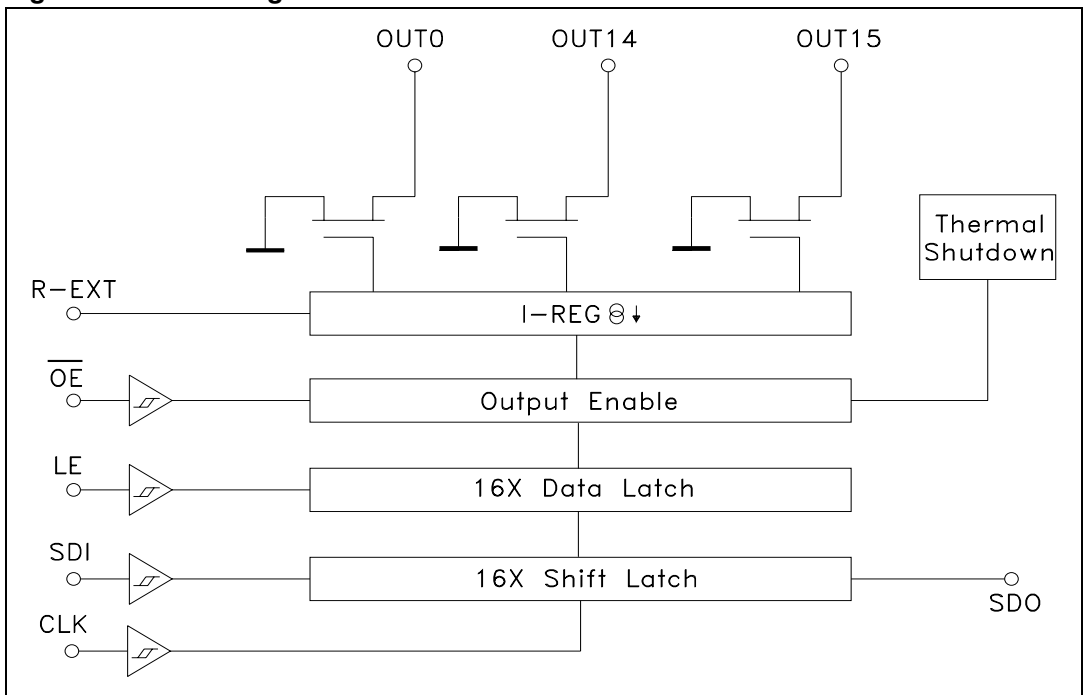 OUT0 OUT14 OUT15
Thermal
Shutdown
R-EXT
I-REG
OE
Output Enable
LE
16X Data Latch
SDI
16X Shift Latch
SDO
CLK